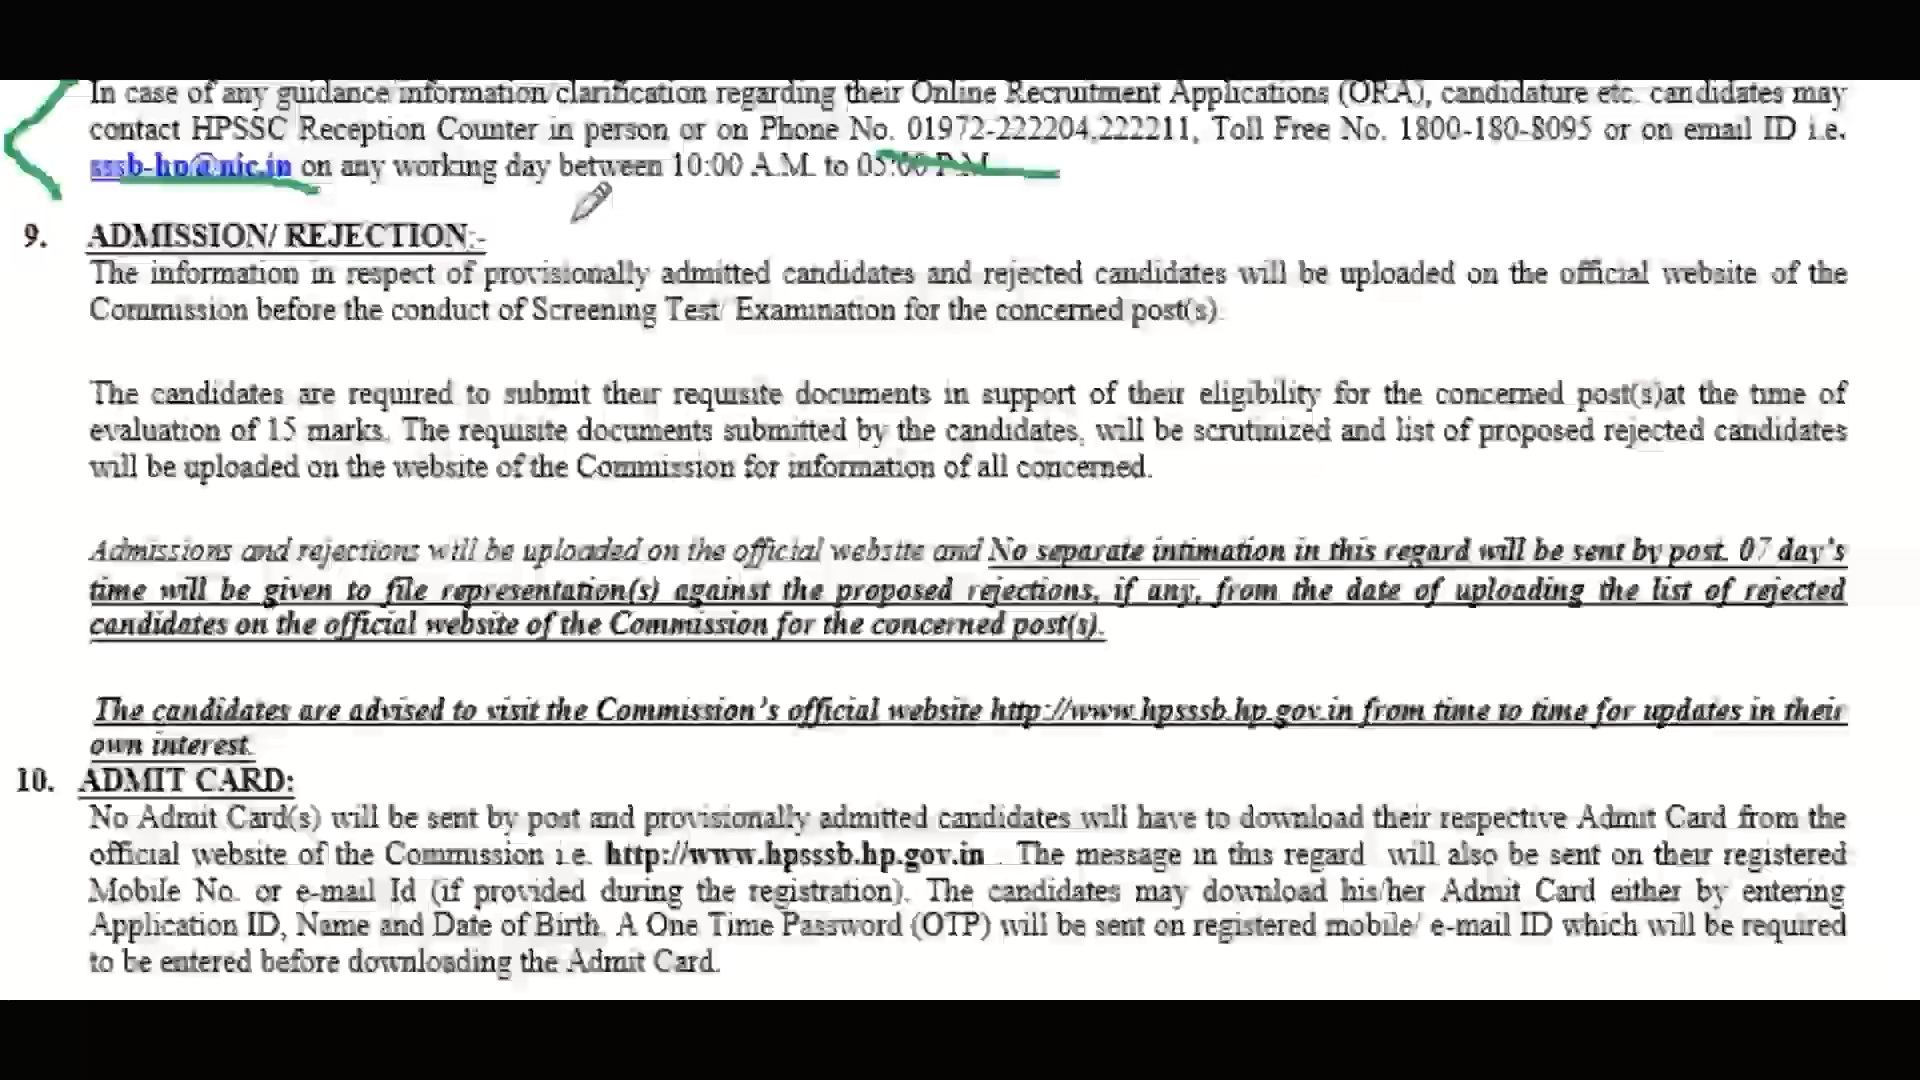 In case of any guidance information/clarification regarding their Online Recruitment Applications (ORA), candidature etc. candidates may
contact HPSSC Reception Counter in person or on Phone No. 01972-222204,222211, Toll Free No. 1800-180-8095 or on email ID i.e.
sssb-hp@nic.in on any working day between 10:00 A.M. to 05:00 P.M.
9. ADMISSION/ REJECTION:-
The information in respect of provisionally admitted candidates and rejected candidates will be uploaded on the official website of the
Commission before the conduct of Screening Test/ Examination for the concerned post(s).
The candidates are required to submit their requisite documents in support of their eligibility for the concerned post(s)at the time of
evaluation of 15 marks. The requisite documents submitted by the candidates, will be scrutinized and list of proposed rejected candidates
will be uploaded on the website of the Commission for information of all concerned.
Admissions and rejections will be uploaded on the official website and No separate intimation in this regard will be sent by post. 07 day's
time will be given to file representation(s) against the proposed rejections, if any, from the date of uploading the list of rejected
candidates on the official website of the Commission for the concerned post(s).
The candidates are advised to visit the Commission's official website http://www.hpsssb.hp.gov.in from time to time for updates in their
own interest.
10. ADMIT CARD:
No Admit Card(s) will be sent by post and provisionally admitted candidates will have to download their respective Admit Card from the
official website of the Commission i.e. http://www.hpsssb.hp.gov.in . The message in this regard will also be sent on their registered
Mobile No. or e-mail Id (if provided during the registration). The candidates may download his/her Admit Card either by entering
Application ID, Name and Date of Birth. A One Time Password (OTP) will be sent on registered mobile/ e-mail ID which will be required
to be entered before downloading the Admit Card.